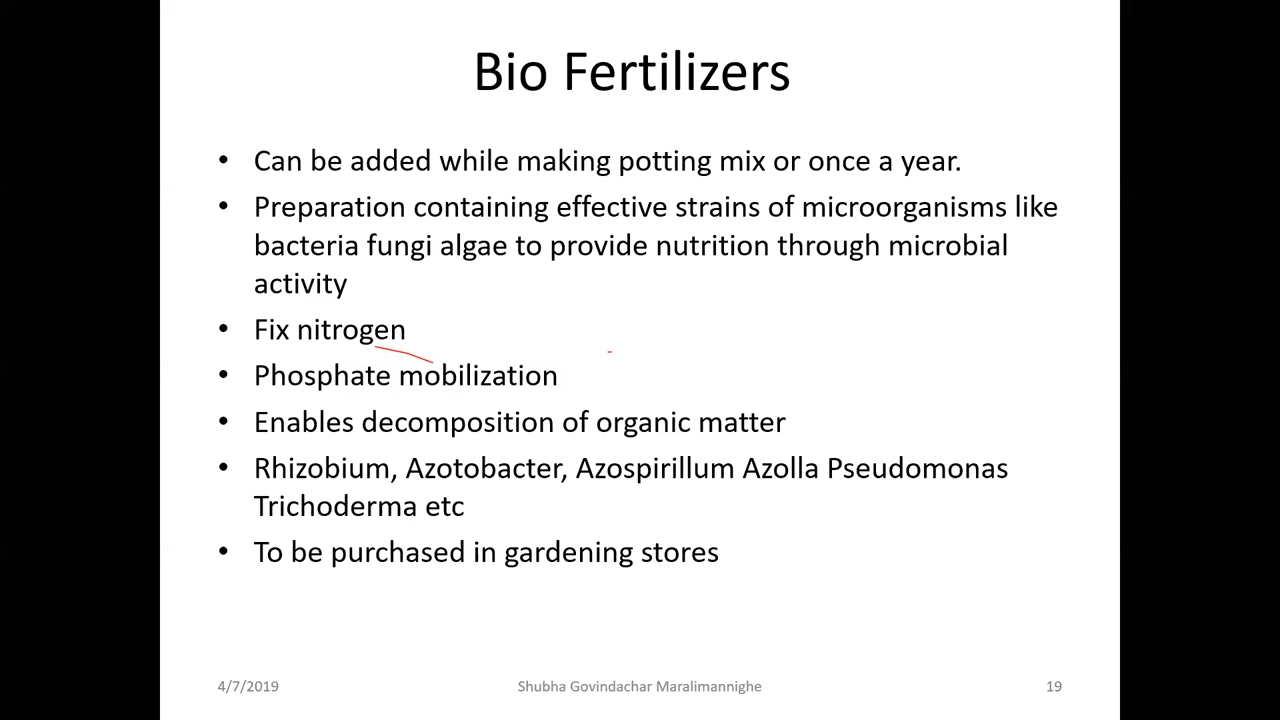 Bio Fertilizers
• Can be added while making potting mix or once a year.
• Preparation containing effective strains of microorganisms like
bacteria fungi algae to provide nutrition through microbial
activity
• Fix nitrogen
• Phosphate mobilization
• Enables decomposition of organic matter
• Rhizobium, Azotobacter, Azospirillum Azolla Pseudomonas
Trichoderma etc
• To be purchased in gardening stores
4/7/2019 Shubha Govindachar Maralimannighe 19